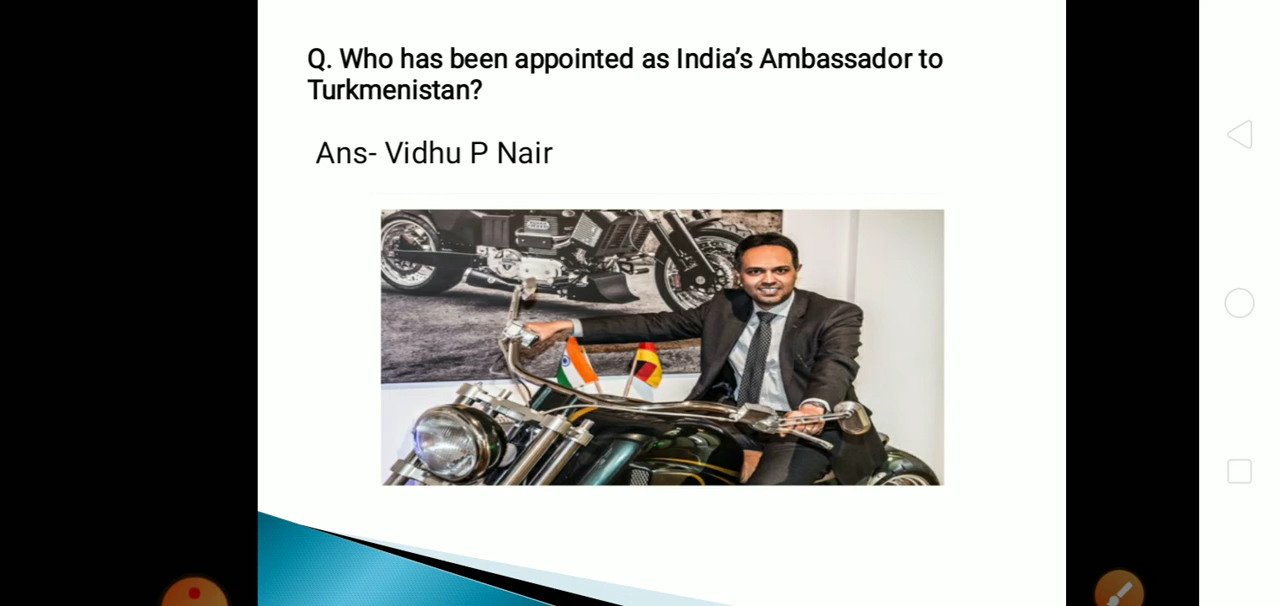 Q. Who has been appointed as India’s Ambassador to
Turkmenistan?
Ans- Vidhu P Nair